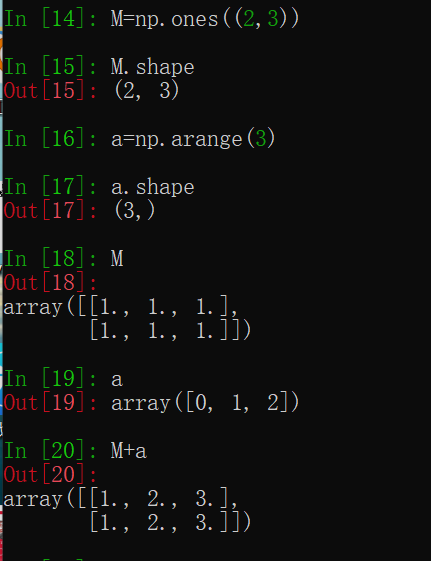 In [14]: M=np.ones((2,3))
In [15]: M.shape
Out[15]: (2, 3)
In [16]: a=np.arange(3)
In [17]: a.shape
Out[17]: (3,)
In [18]: M
Out[18]:
array([[1., 1., 1.],
       [1., 1., 1.]])
In [19]: a
Out[19]: array([0, 1, 2])
In [20]: M+a
Out[20]:
array([[1., 2., 3.],
       [1., 2., 3.]])